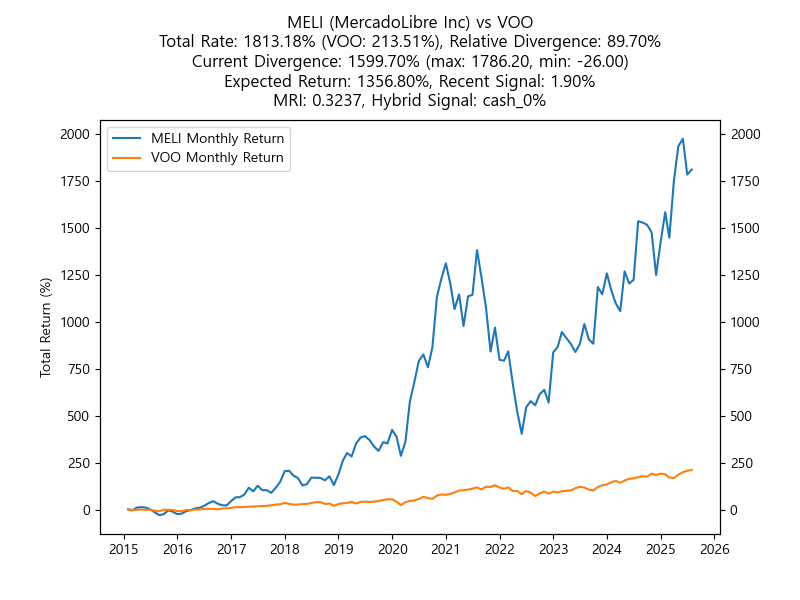 MELI (MercadoLibre Inc) vs VOO
Total Rate: 1813.18% (VOO: 213.51%), Relative Divergence: 89.70%
Current Divergence: 1599.70% (max: 1786.20, min: -26.00)
Expected Return: 1356.80%, Recent Signal: 1.90%
MRI: 0.3237, Hybrid Signal: cash_0%
MELI Monthly Return
VOO Monthly Return
Total Return (%)
2000
1750
1500
1250
1000
750
500
250
0
2000
1750
1500
1250
1000
750
500
250
0
2015 2016 2017 2018 2019 2020 2021 2022 2023 2024 2025 2026